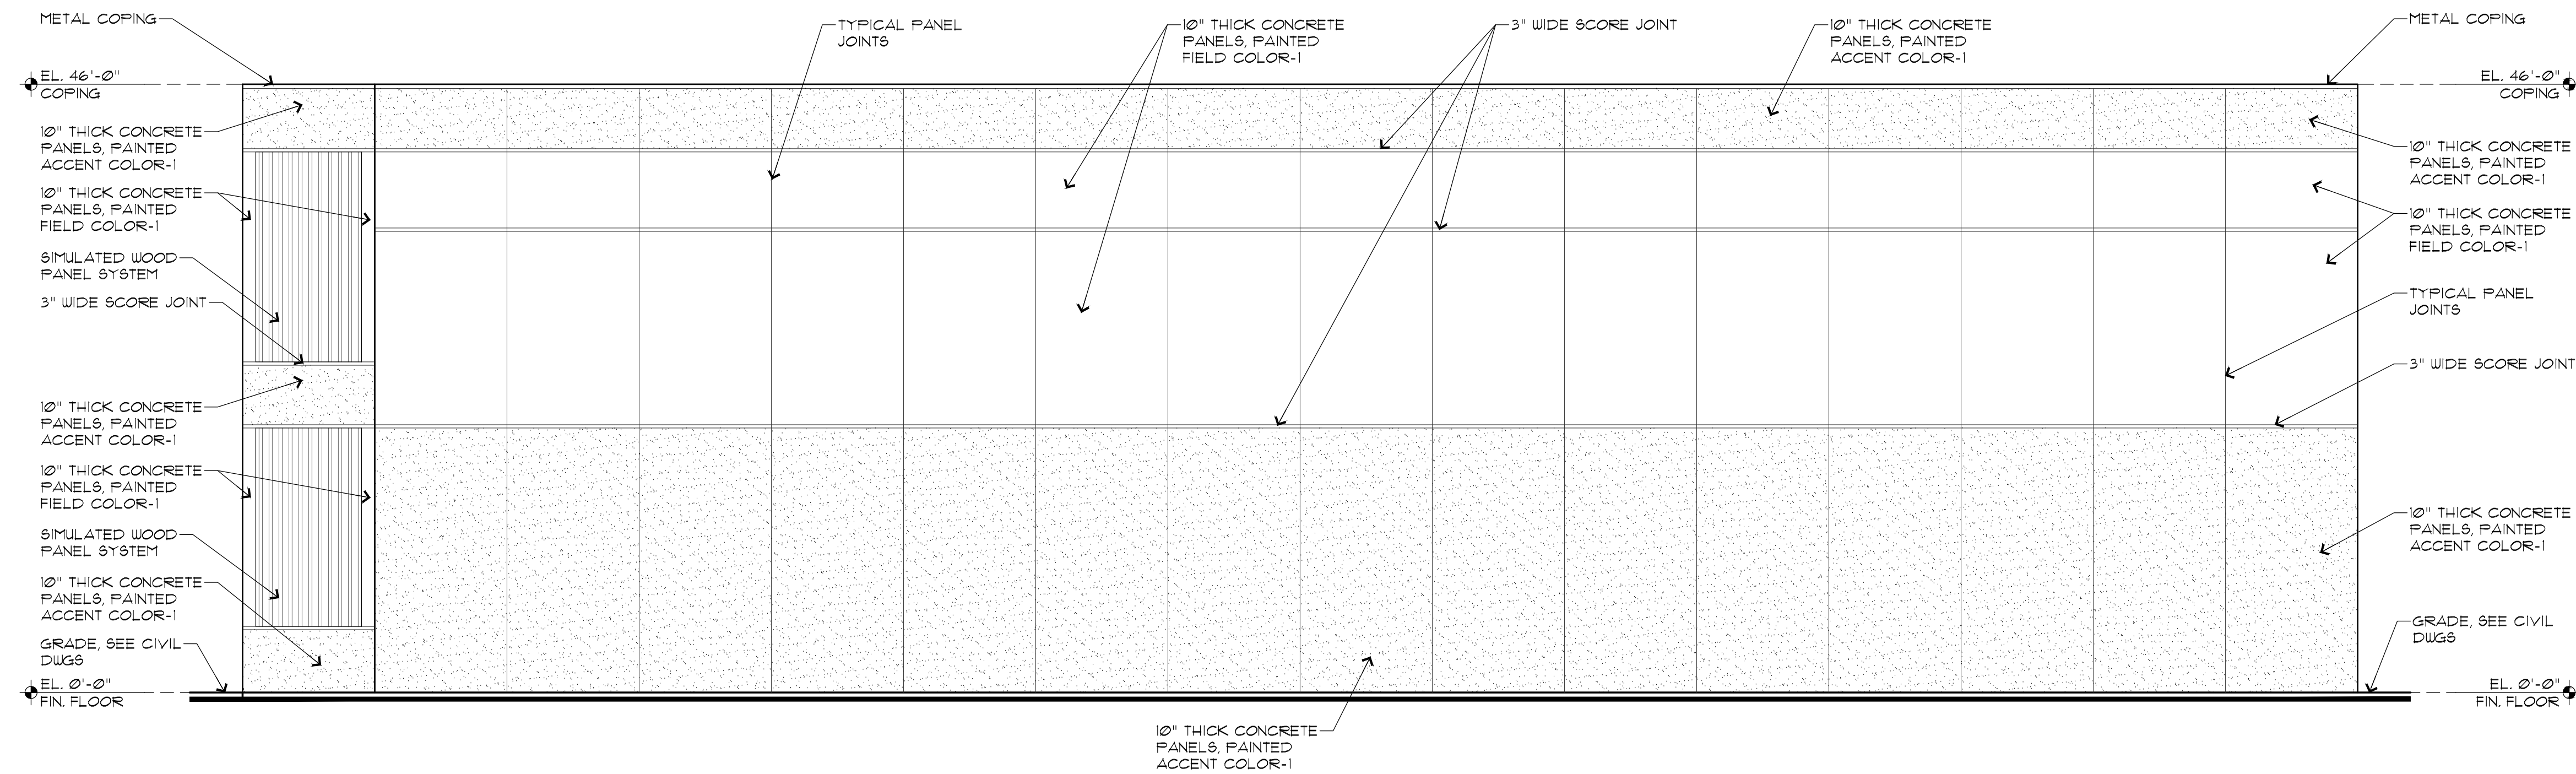 METAL COPING
EL. 46'-0"
COPING
10" THICK CONCRETE
PANELS, PAINTED
ACCENT COLOR-1
10" THICK CONCRETE
PANELS, PAINTED
FIELD COLOR-1
SIMULATED WOOD
PANEL SYSTEM
3" WIDE SCORE JOINT
10" THICK CONCRETE
PANELS, PAINTED
ACCENT COLOR-1
10" THICK CONCRETE
PANELS, PAINTED
FIELD COLOR-1
SIMULATED WOOD
PANEL SYSTEM
10" THICK CONCRETE
PANELS, PAINTED
ACCENT COLOR-1
GRADE, SEE CIVIL
DWGS
EL. 0'-0"
FIN. FLOOR
TYPICAL PANEL
JOINTS
10" THICK CONCRETE
PANELS, PAINTED
FIELD COLOR-1
3" WIDE SCORE JOINT
10" THICK CONCRETE
PANELS, PAINTED
ACCENT COLOR-1
10" THICK CONCRETE
PANELS, PAINTED
ACCENT COLOR-1
METAL COPING
EL. 46'-0"
COPING
10" THICK CONCRETE
PANELS, PAINTED
ACCENT COLOR-1
10" THICK CONCRETE
PANELS, PAINTED
FIELD COLOR-1
TYPICAL PANEL
JOINTS
3" WIDE SCORE JOINT
10" THICK CONCRETE
PANELS, PAINTED
ACCENT COLOR-1
GRADE, SEE CIVIL
DWGS
EL. 0'-0"
FIN. FLOOR